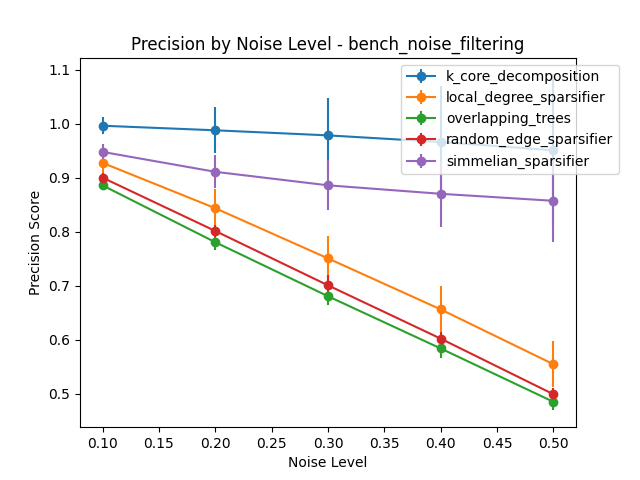 Precision by Noise Level - bench_noise_filtering
1.1
1.0
0.9
0.8
0.7
0.6
0.5
Precision Score
k_core_decomposition
local_degree_sparsifier
overlapping_trees
random_edge_sparsifier
simmelian_sparsifier
0.10
0.15
0.20
0.25
0.30
0.35
0.40
0.45
0.50
Noise Level